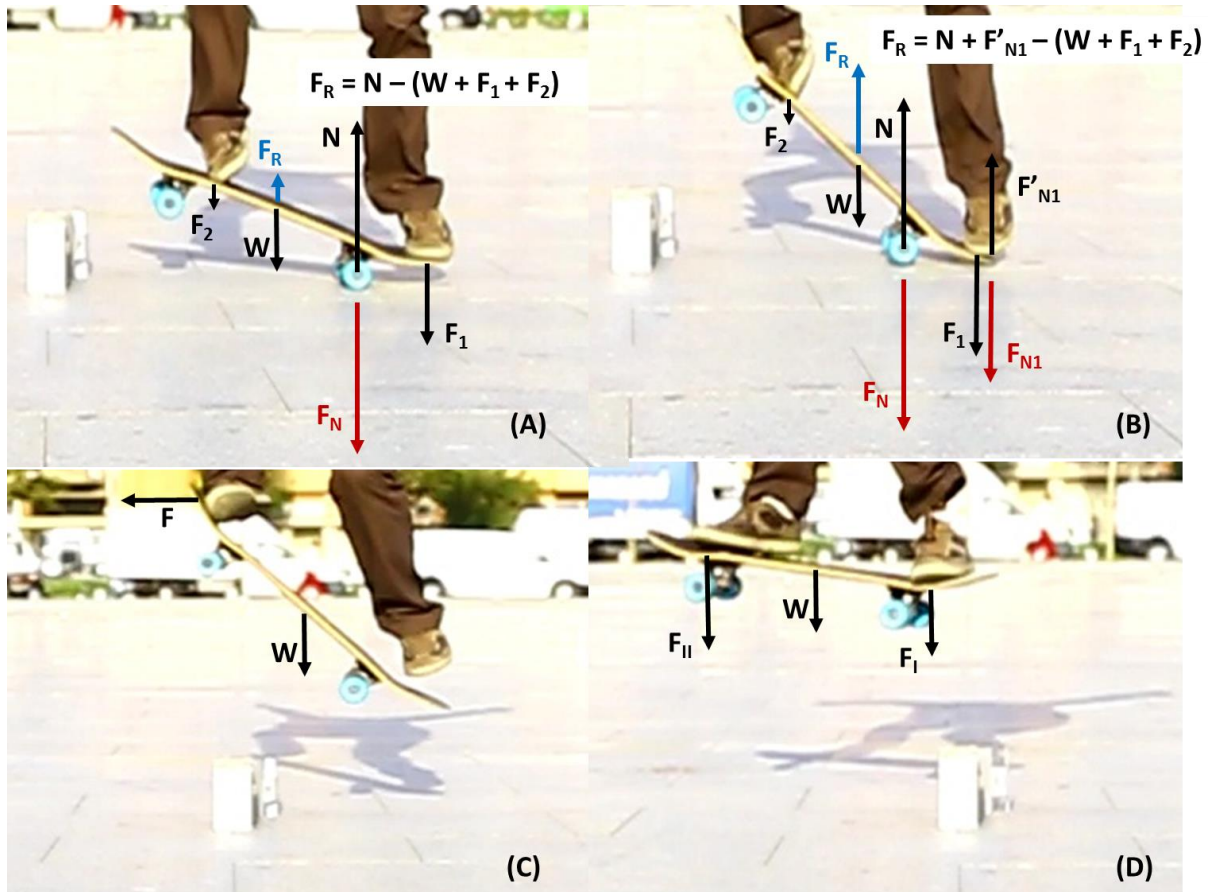 F_R = N – (W + F_1 + F_2)
N
F_R
F_2
W
F_1
F_N
(A)
F_R = N + F'_N1 – (W + F_1 + F_2)
F_R
F_2
N
W
F'_N1
F_1
F_N1
F_N
(B)
F
W
(C)
W
F_II
F_I
(D)